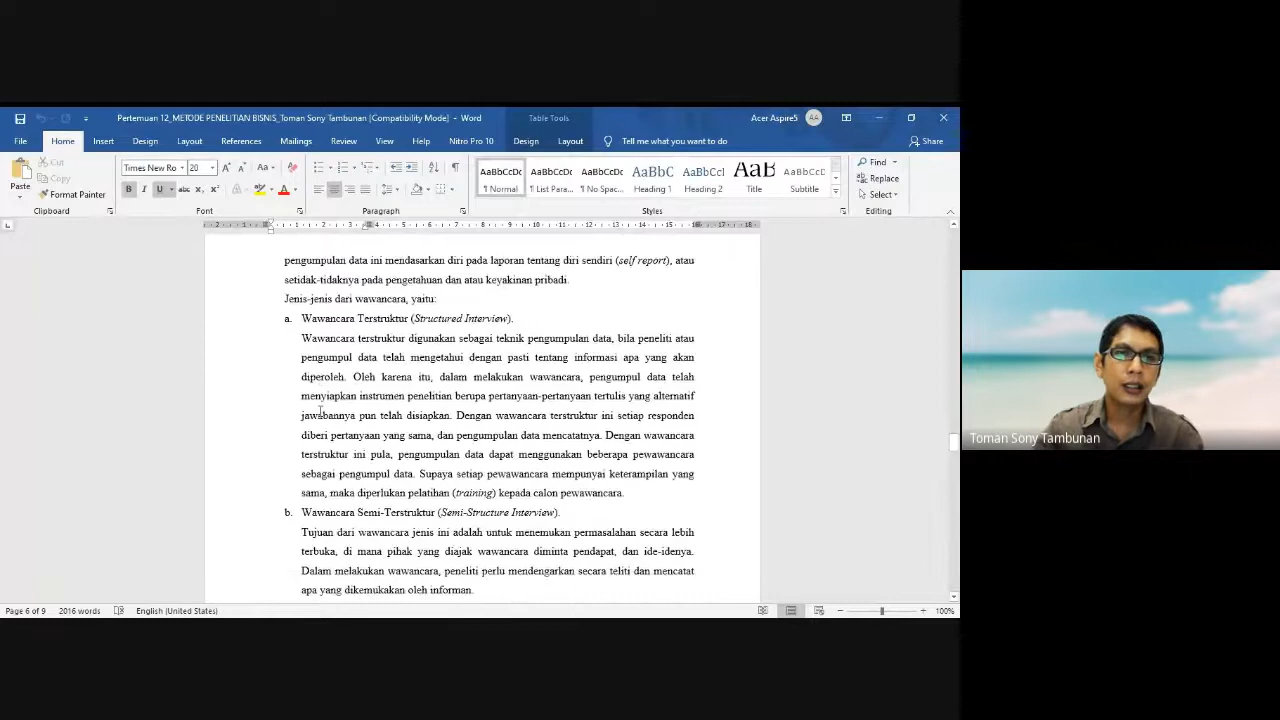 Pertemuan 12_METODE PENELITIAN BISNIS_Toman Sony Tambunan [Compatibility Mode] - Word
Table Tools
Acer Aspire5
AA
File
Home
Insert
Design
Layout
References
Mailings
Review
View
Help
Nitro Pro 10
Design
Layout
Tell me what you want to do
Share
Paste
Cut
Copy
Format Painter
Clipboard
Times New Ro
20
Font
Paragraph
AaBbCcDc
¶ Normal
AaBbCcDc
¶ List Para...
AaBbCcDc
¶ No Spac...
AaBbC
Heading 1
AaBbCcl
Heading 2
AaB
Title
AaBbCcD
Subtitle
Styles
Find
Replace
Select
Editing
pengumpulan data ini mendasarkan diri pada laporan tentang diri sendiri (self report), atau
setidak-tidaknya pada pengetahuan dan atau keyakinan pribadi.
Jenis-jenis dari wawancara, yaitu:
a. Wawancara Terstruktur (Structured Interview).
Wawancara terstruktur digunakan sebagai teknik pengumpulan data, bila peneliti atau
pengumpul data telah mengetahui dengan pasti tentang informasi apa yang akan
diperoleh. Oleh karena itu, dalam melakukan wawancara, pengumpul data telah
menyiapkan instrumen penelitian berupa pertanyaan-pertanyaan tertulis yang alternatif
jawabannya pun telah disiapkan. Dengan wawancara terstruktur ini setiap responden
diberi pertanyaan yang sama, dan pengumpulan data mencatatnya. Dengan wawancara
terstruktur ini pula, pengumpulan data dapat menggunakan beberapa pewawancara
sebagai pengumpul data. Supaya setiap pewawancara mempunyai keterampilan yang
sama, maka diperlukan pelatihan (training) kepada calon pewawancara.
b. Wawancara Semi-Terstruktur (Semi-Structure Interview).
Tujuan dari wawancara jenis ini adalah untuk menemukan permasalahan secara lebih
terbuka, di mana pihak yang diajak wawancara diminta pendapat, dan ide-idenya.
Dalam melakukan wawancara, peneliti perlu mendengarkan secara teliti dan mencatat
apa yang dikemukakan oleh informan.
Page 6 of 9
2016 words
English (United States)
100%
Toman Sony Tambunan